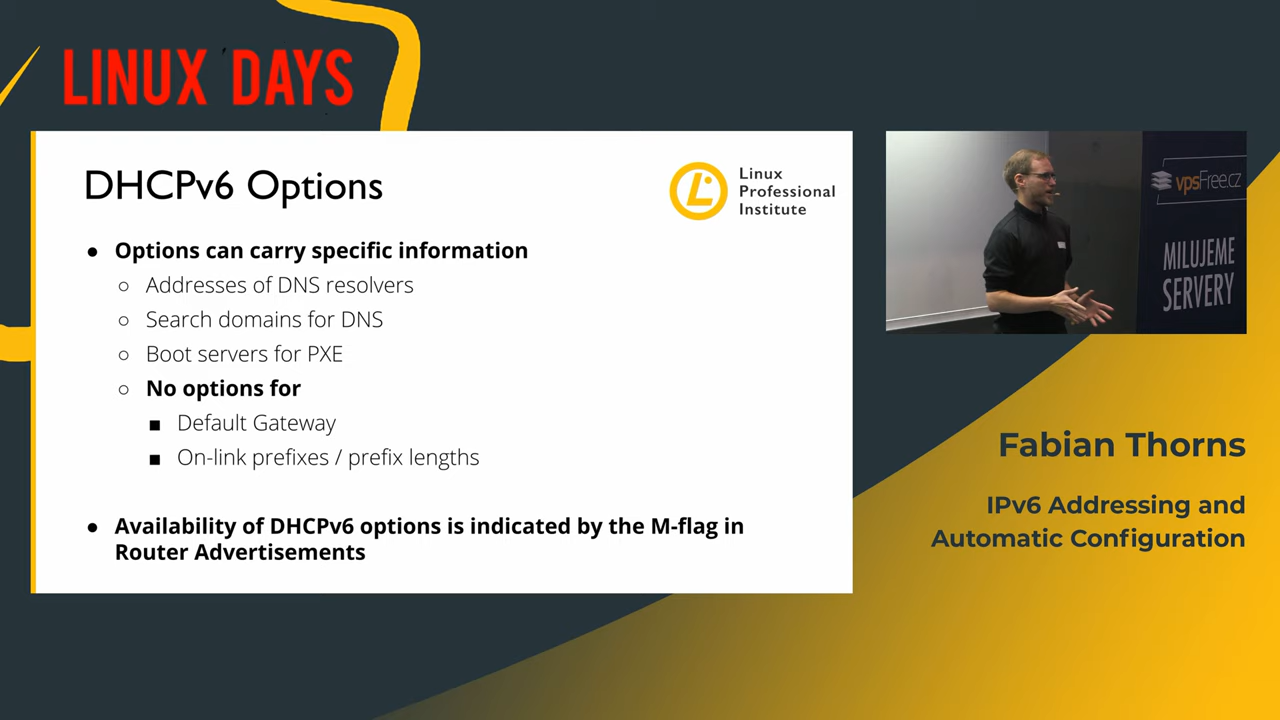 LINUX DAYS
DHCPv6 Options
Linux
Professional
Institute
● Options can carry specific information
○ Addresses of DNS resolvers
○ Search domains for DNS
○ Boot servers for PXE
○ No options for
■ Default Gateway
■ On-link prefixes / prefix lengths
● Availability of DHCPv6 options is indicated by the M-flag in
Router Advertisements
vpsFree.cz
MILUJEME
SERVERY
Fabian Thorns
IPv6 Addressing and
Automatic Configuration